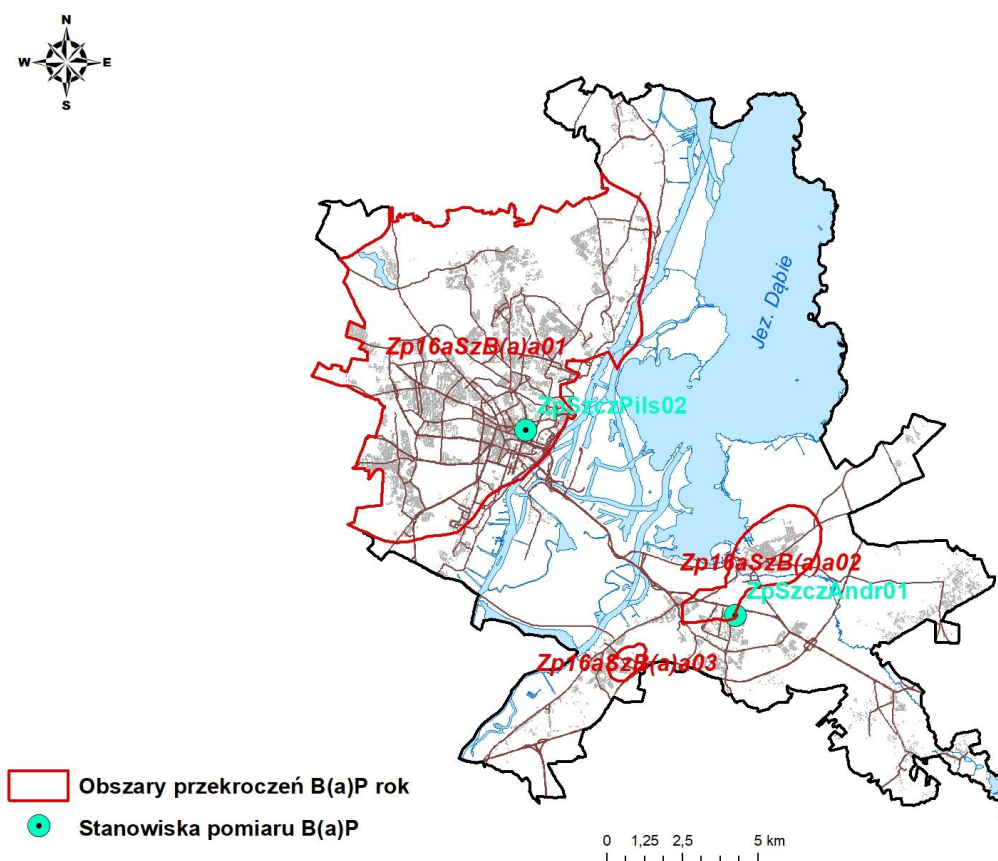 N
W E
S
Jez. Dąbie
Zp16aSzB(a)a01
ZpSzczPils02
Zp16aSzB(a)a02
ZpSzczAndr01
Zp16aSzB(a)a03
Obszary przekroczeń B(a)P rok
Stanowiska pomiaru B(a)P
0 1,25 2,5 5 km